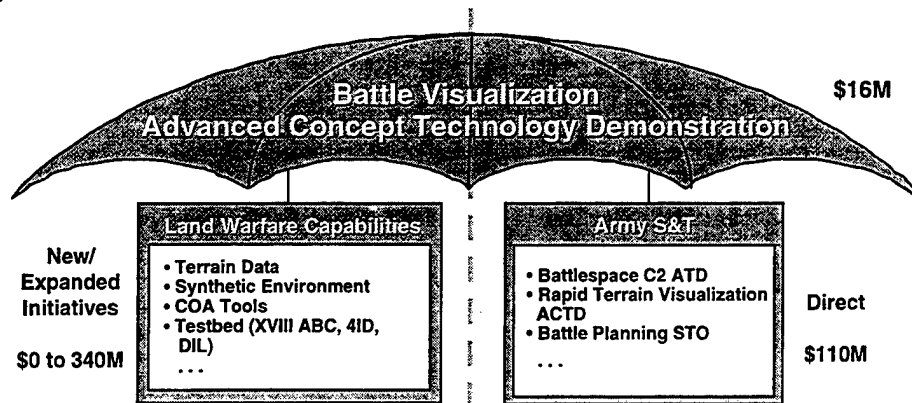 Battle Visualization
Advanced Concept Technology Demonstration
$16M
Land Warfare Capabilities
Army S&T
New/
Expanded
Initiatives
$0 to 340M
• Terrain Data
• Synthetic Environment
• COA Tools
• Testbed (XVIII ABC, 4ID,
DIL)
...
• Battlespace C2 ATD
• Rapid Terrain Visualization
ACTD
• Battle Planning STO
...
Direct
$110M